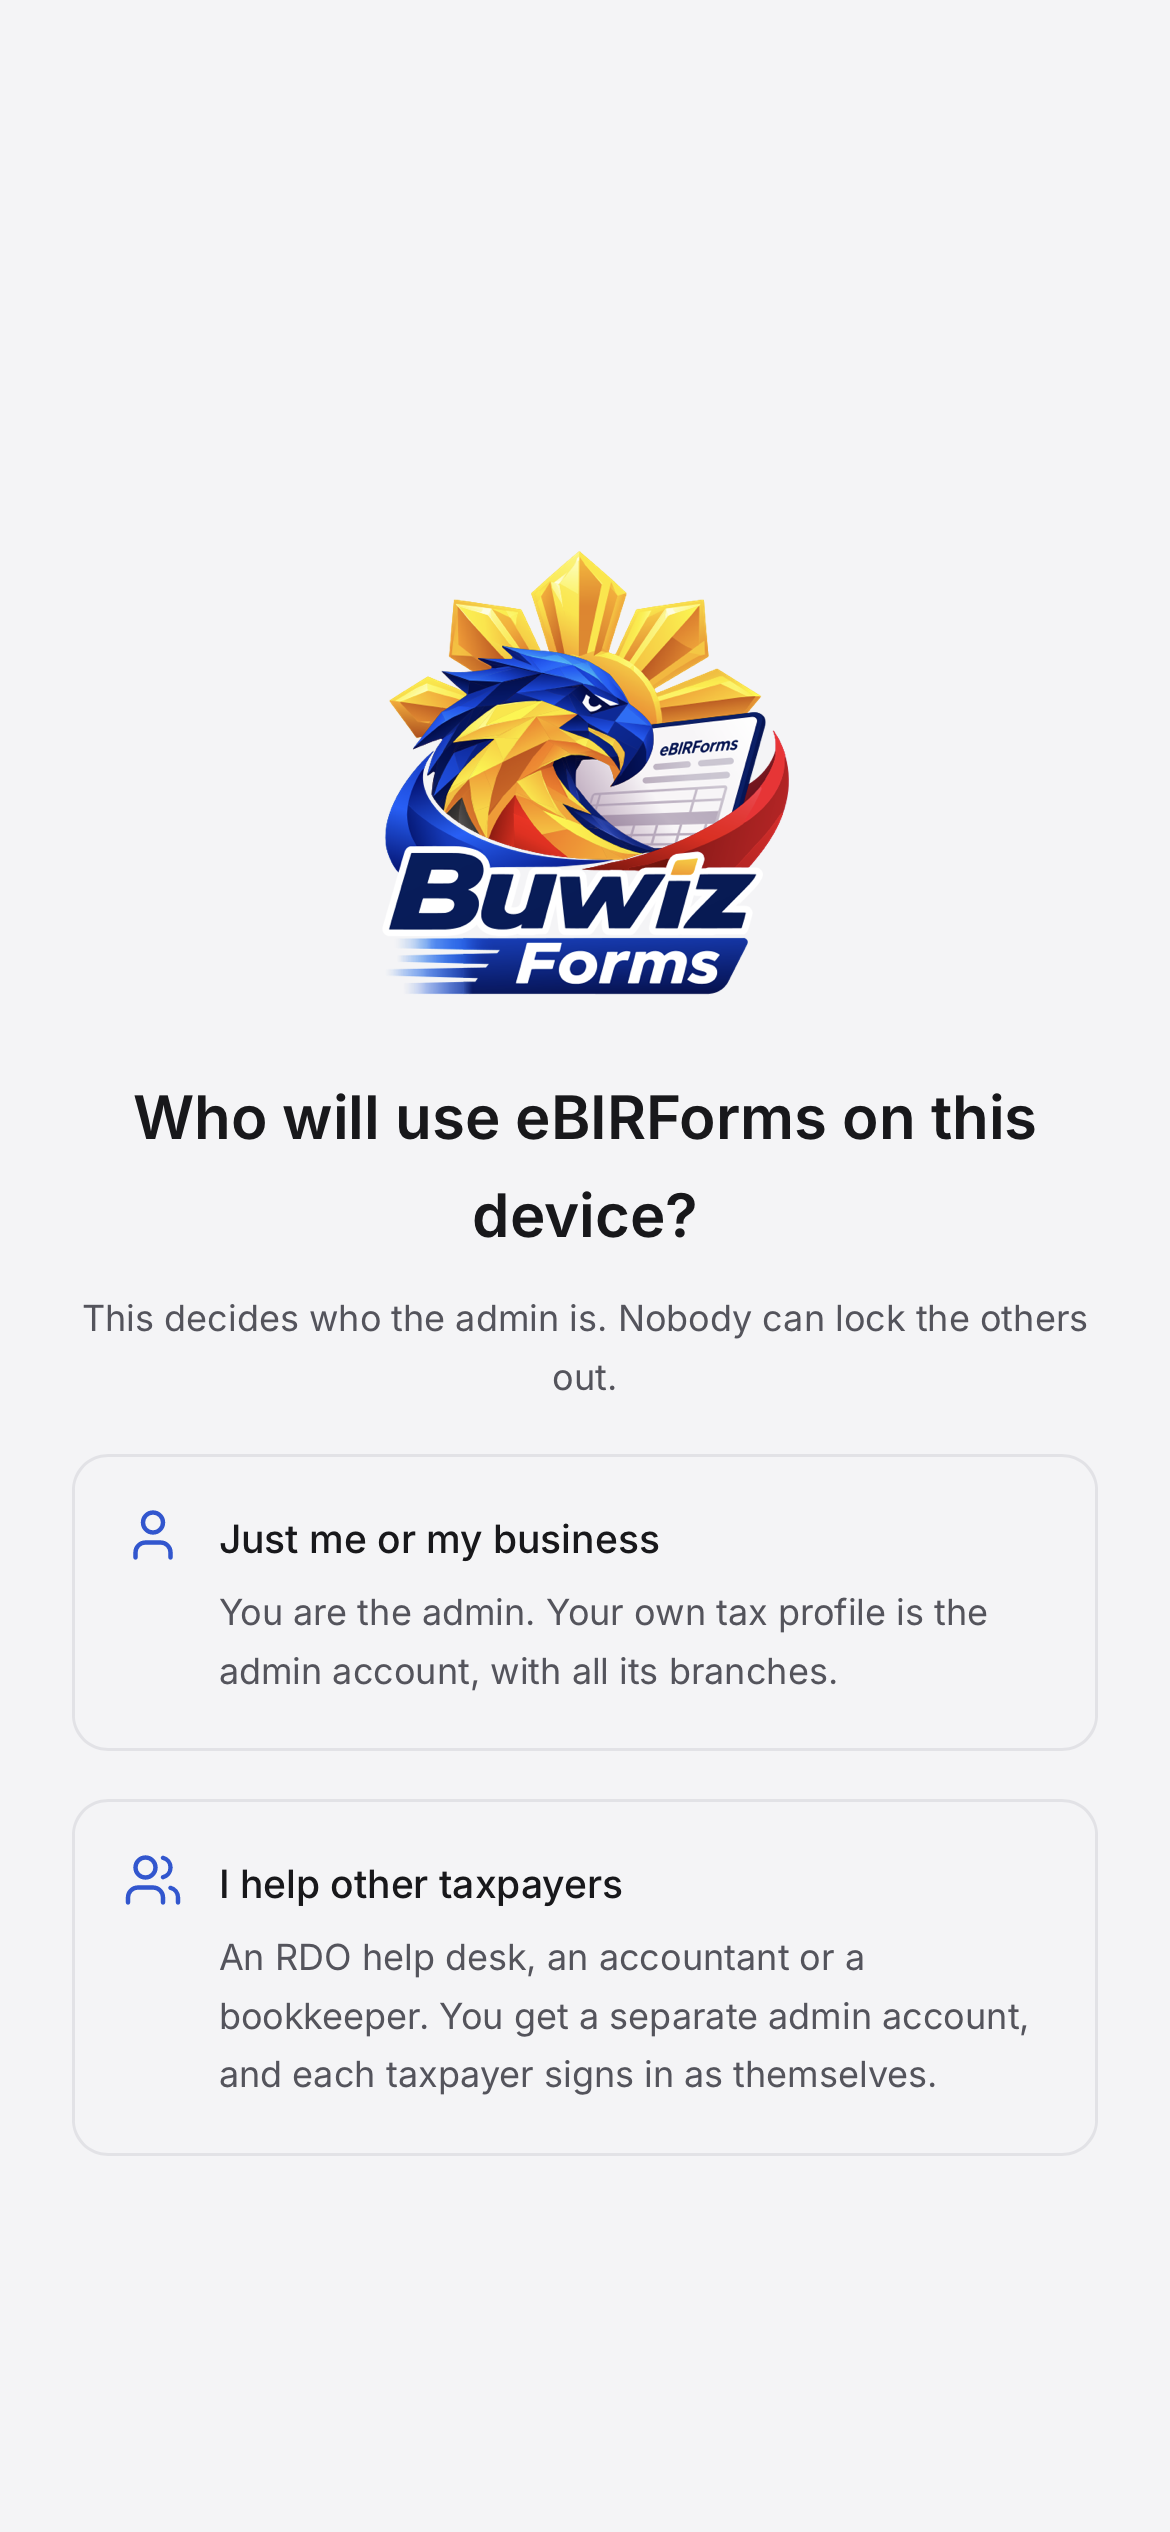 eBIRForms
Buwiz
Forms
Who will use eBIRForms on this
device?
This decides who the admin is. Nobody can lock the others
out.
Just me or my business
You are the admin. Your own tax profile is the
admin account, with all its branches.
I help other taxpayers
An RDO help desk, an accountant or a
bookkeeper. You get a separate admin account,
and each taxpayer signs in as themselves.